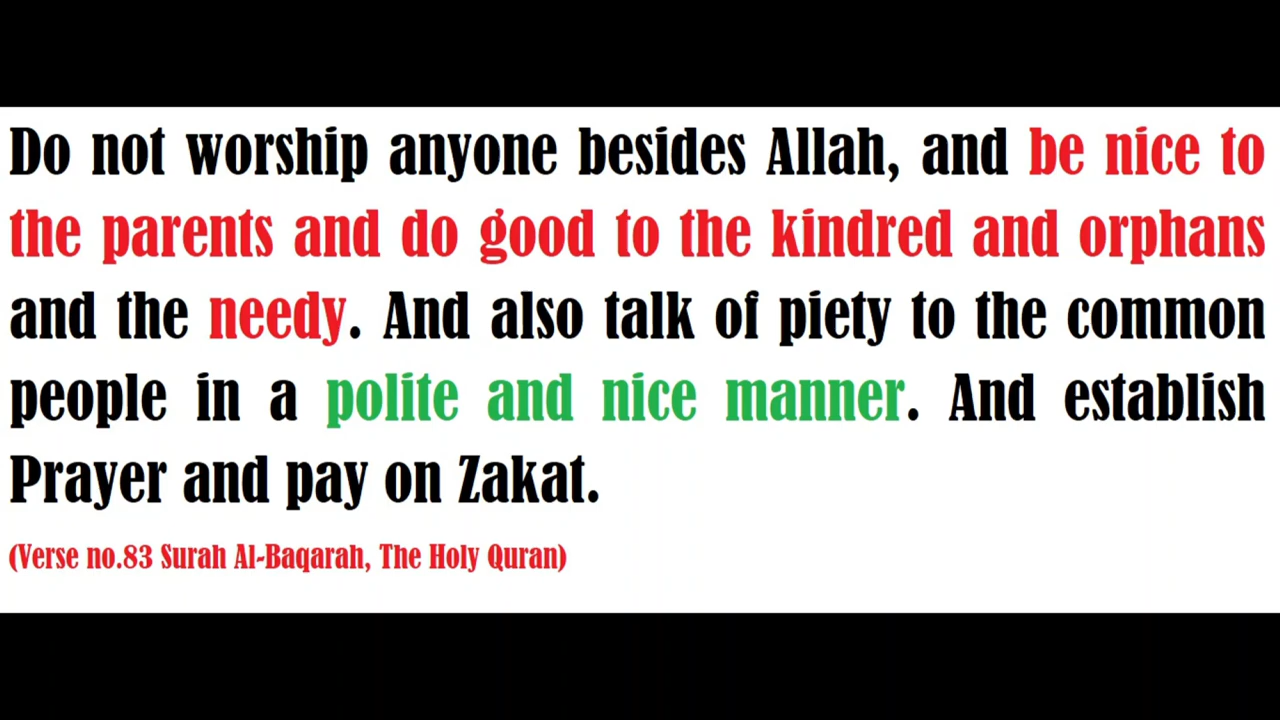 Do not worship anyone besides Allah, and be nice to
the parents and do good to the kindred and orphans
and the needy. And also talk of piety to the common
people in a polite and nice manner. And establish
Prayer and pay on Zakat.
(Verse no.83 Surah Al-Baqarah, The Holy Quran)